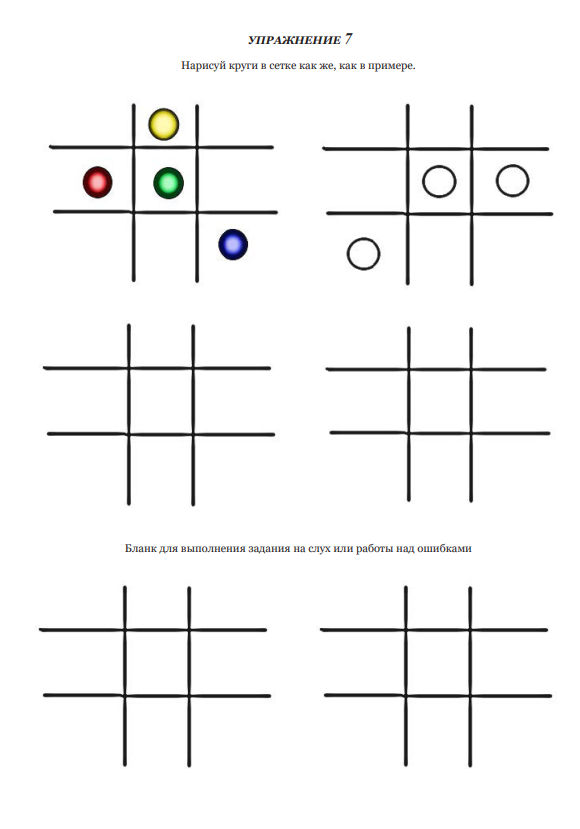 УПРАЖНЕНИЕ 7
Нарисуй круги в сетке как же, как в примере.
Бланк для выполнения задания на слух или работы над ошибками